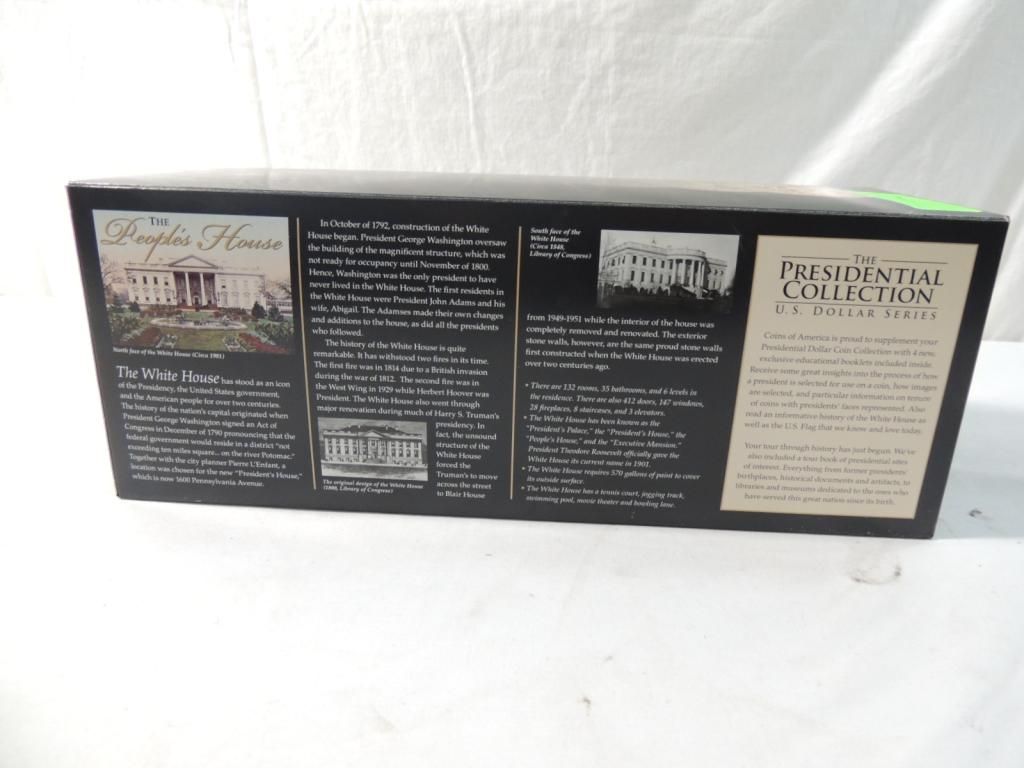 THE
People's House
North face of the White House (Circa 1901)
The White House has stood as an icon
of the Presidency, the United States government,
and the American people for over two centuries.
The history of the nation's capital originated when
President George Washington signed an Act of
Congress in December of 1790 pronouncing that the
federal government would reside in a district "not
exceeding ten miles square... on the river Potomac."
Together with the city planner Pierre L'Enfant, a
location was chosen for the new "President's House,"
which is now 1600 Pennsylvania Avenue.
In October of 1792, construction of the White
House began. President George Washington oversaw
the building of the magnificent structure, which was
not ready for occupancy until November of 1800.
Hence, Washington was the only president to have
never lived in the White House. The first residents in
the White House were President John Adams and his
wife, Abigail. The Adamses made their own changes
and additions to the house, as did all the presidents
who followed.
The history of the White House is quite
remarkable. It has withstood two fires in its time.
The first fire was in 1814 due to a British invasion
during the war of 1812. The second fire was in
the West Wing in 1929 while Herbert Hoover was
President. The White House also went through
major renovation during much of Harry S. Truman's
presidency. In
fact, the unsound
structure of the
White House
forced the
Truman's to move
across the street
to Blair House
The original design of the White House
(1800, Library of Congress)
South face of the
White House
(Circa 1848,
Library of Congress)
from 1949-1951 while the interior of the house was
completely removed and renovated. The exterior
stone walls, however, are the same proud stone walls
first constructed when the White House was erected
over two centuries ago.
• There are 132 rooms, 35 bathrooms, and 6 levels in
the residence. There are also 412 doors, 147 windows,
28 fireplaces, 8 staircases, and 3 elevators.
• The White House has been known as the
"President's Palace," the "President's House," the
"People's House," and the "Executive Mansion."
President Theodore Roosevelt officially gave the
White House its current name in 1901.
• The White House requires 570 gallons of paint to cover
its outside surface.
• The White House has a tennis court, jogging track,
swimming pool, movie theater and bowling lane.
THE
PRESIDENTIAL
COLLECTION
U.S. DOLLAR SERIES
Coins of America is proud to supplement your
Presidential Dollar Coin Collection with 4 new,
exclusive educational booklets included inside.
Receive some great insights into the process of how
a president is selected for use on a coin, how images
are selected, and particular information on tenure
of coins with presidents' faces represented. Also
read an informative history of the White House as
well as the U.S. Flag that we know and love today.
Your tour through history has just begun. We've
also included a tour book of presidential sites
of interest. Everything from former presidents'
birthplaces, historical documents and artifacts, to
libraries and museums dedicated to the ones who
have served this great nation since its birth.